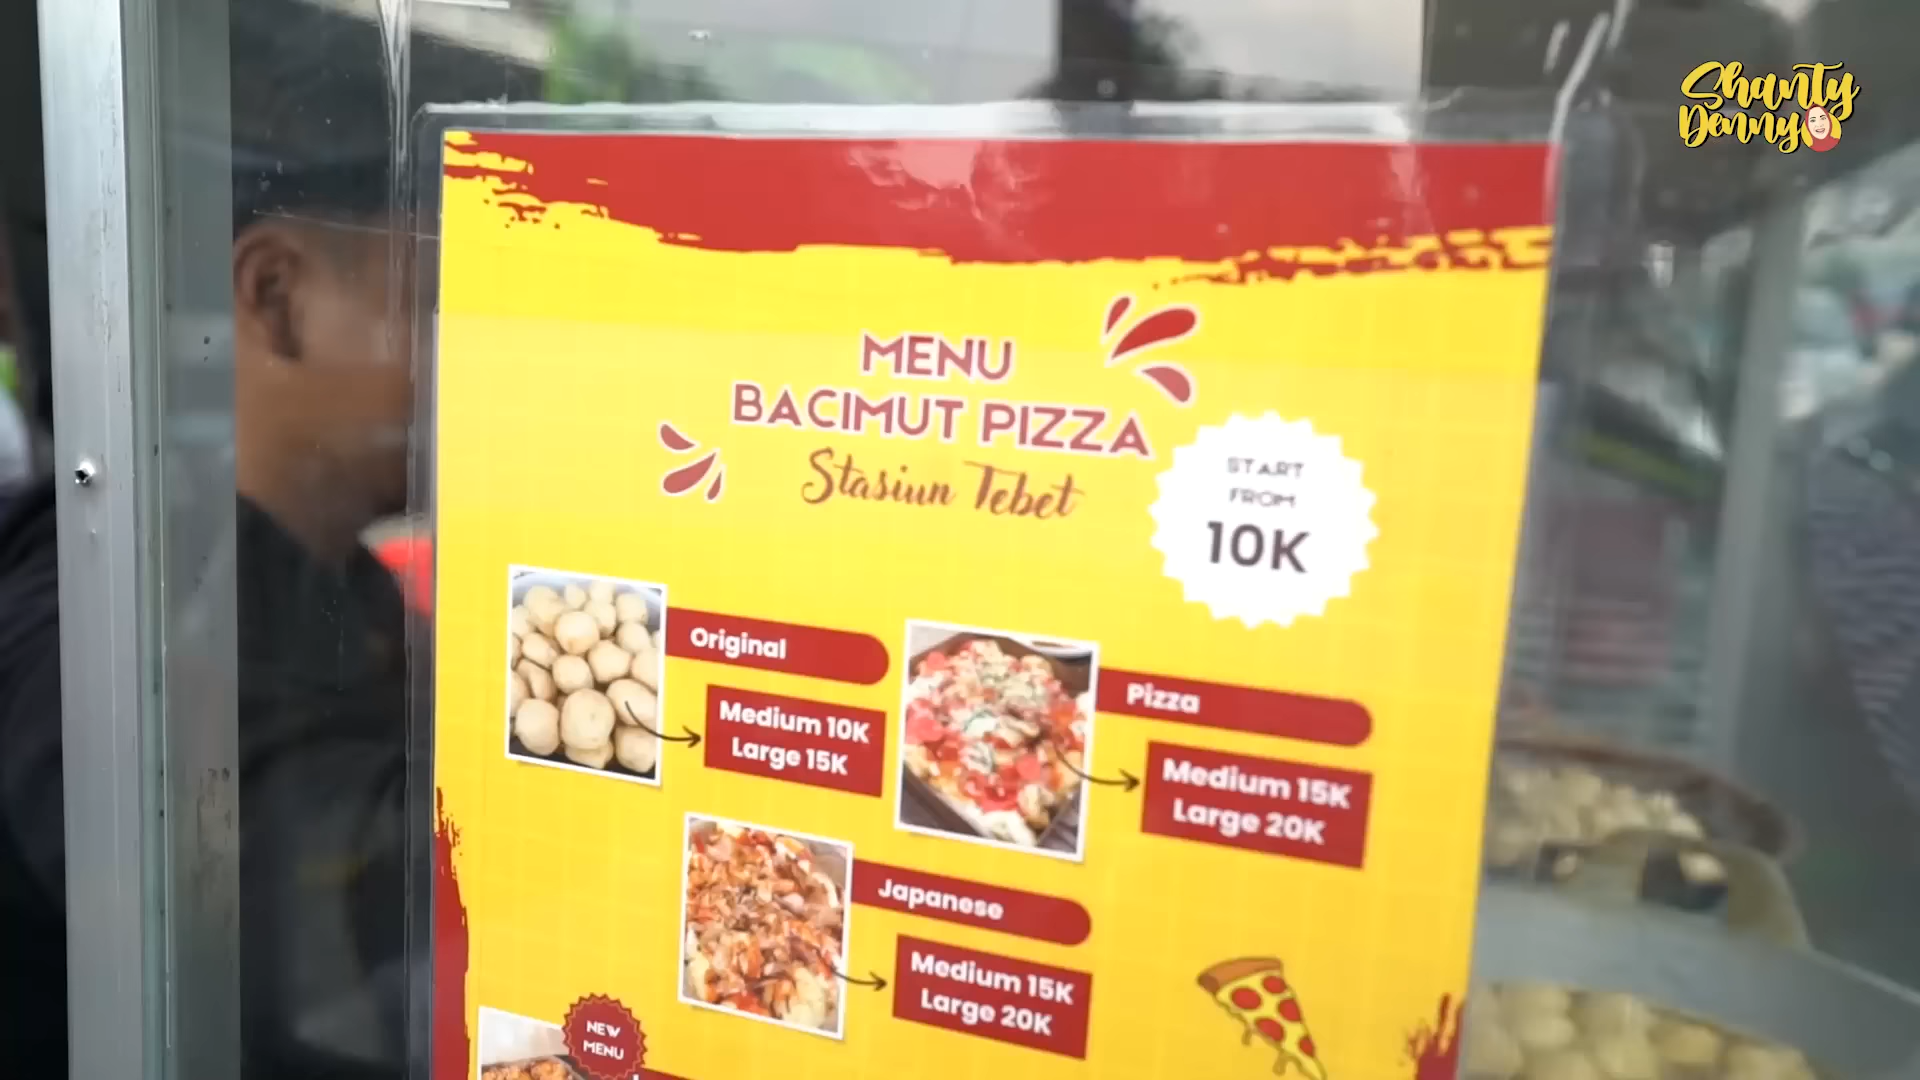 Shanty
Denny
MENU
BACIMUT PIZZA
Stasiun Tebet
START
FROM
10K
Original
Medium 10K
Large 15K
Pizza
Medium 15K
Large 20K
Japanese
Medium 15K
Large 20K
NEW
MENU